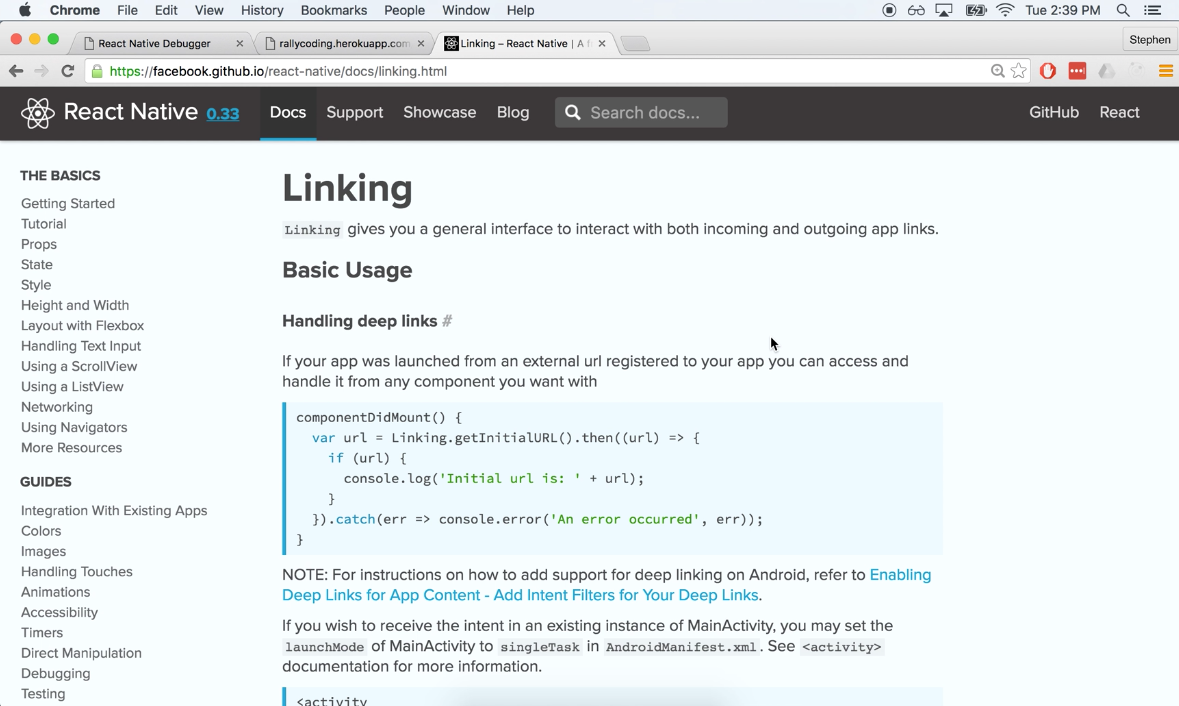 Chrome File Edit View History Bookmarks People Window Help Tue 2:39 PM
React Native Debugger rallycoding.herokuapp.com Linking – React Native | A f Stephen
https://facebook.github.io/react-native/docs/linking.html
React Native 0.33 Docs Support Showcase Blog Search docs... GitHub React
THE BASICS
Getting Started
Tutorial
Props
State
Style
Height and Width
Layout with Flexbox
Handling Text Input
Using a ScrollView
Using a ListView
Networking
Using Navigators
More Resources
GUIDES
Integration With Existing Apps
Colors
Images
Handling Touches
Animations
Accessibility
Timers
Direct Manipulation
Debugging
Testing
Linking
Linking gives you a general interface to interact with both incoming and outgoing app links.
Basic Usage
Handling deep links #
If your app was launched from an external url registered to your app you can access and
handle it from any component you want with
componentDidMount() {
var url = Linking.getInitialURL().then((url) => {
if (url) {
console.log('Initial url is: ' + url);
}
}).catch(err => console.error('An error occurred', err));
}
NOTE: For instructions on how to add support for deep linking on Android, refer to Enabling
Deep Links for App Content - Add Intent Filters for Your Deep Links.
If you wish to receive the intent in an existing instance of MainActivity, you may set the
launchMode of MainActivity to singleTask in AndroidManifest.xml. See <activity>
documentation for more information.
<activity